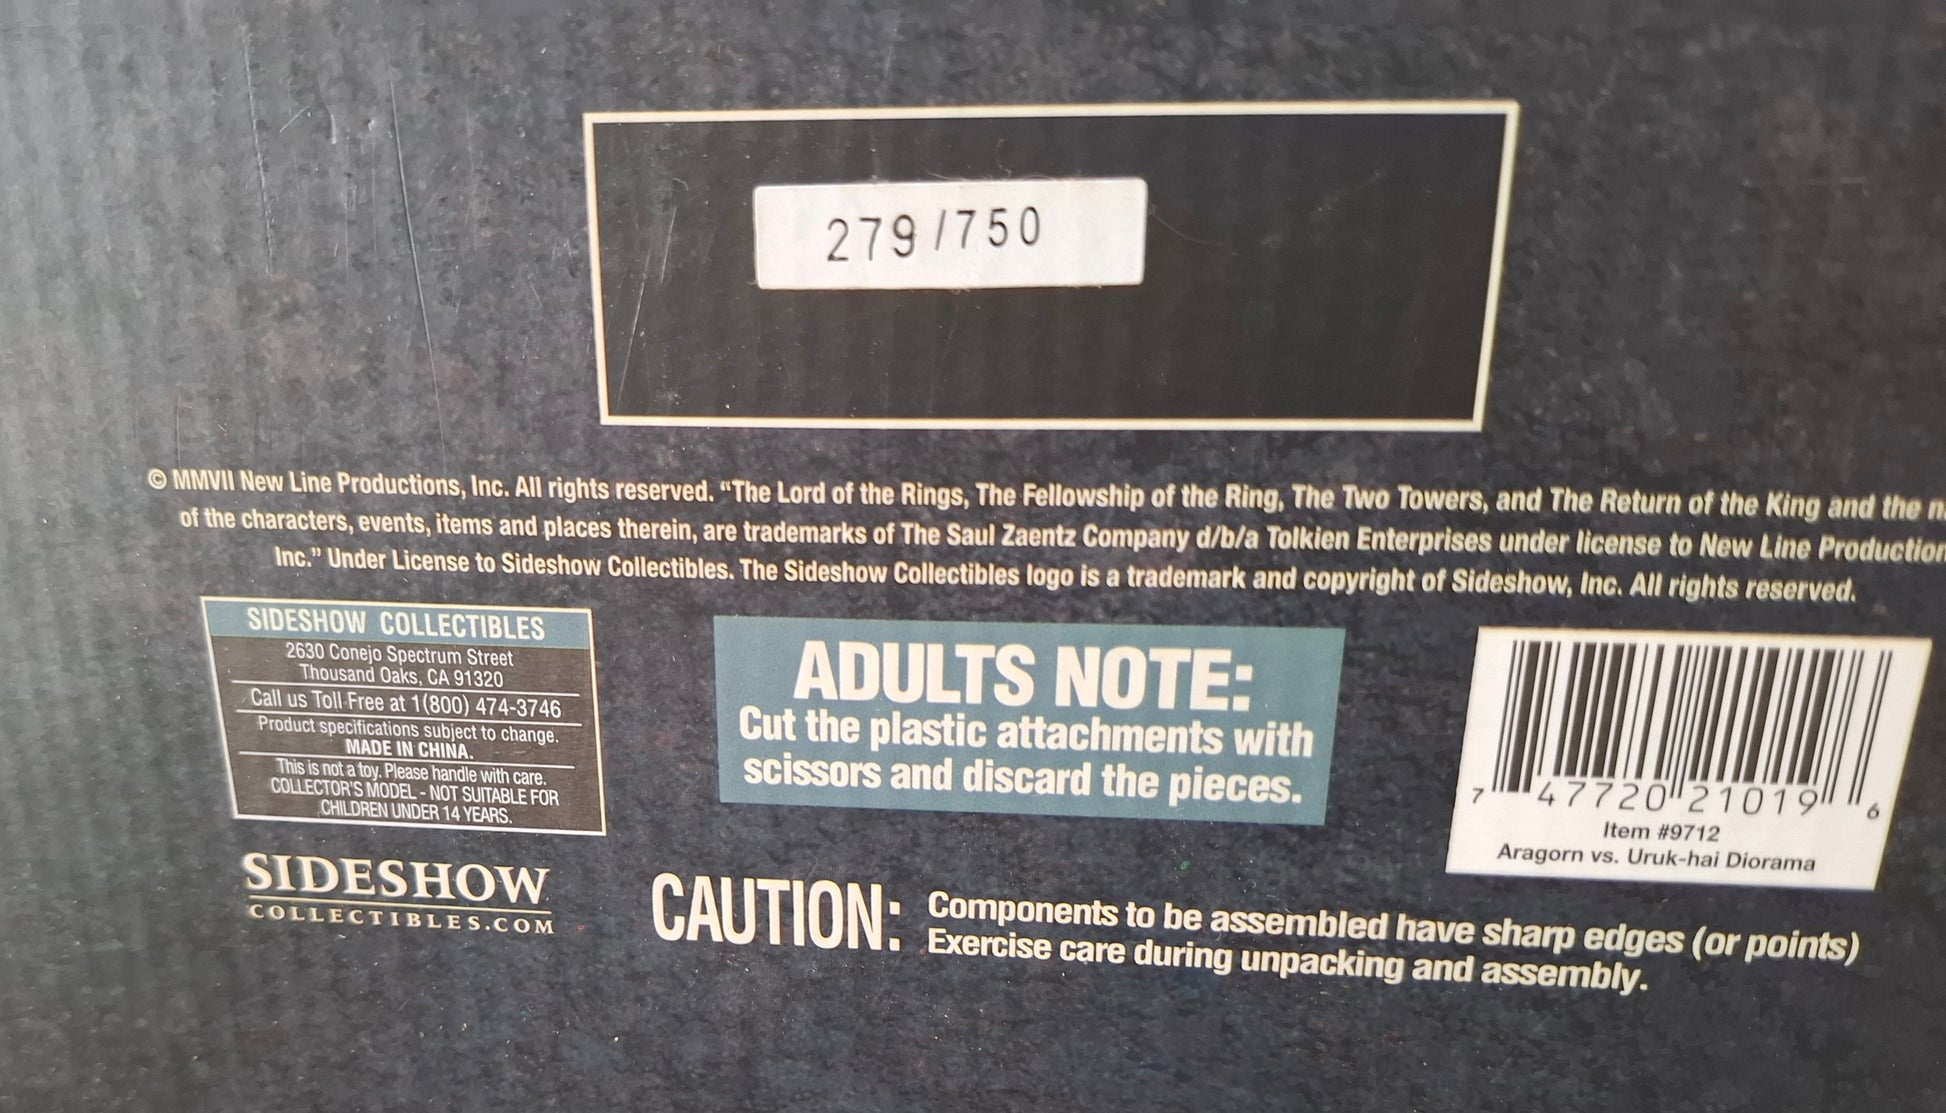 279/750
© MMVII New Line Productions, Inc. All rights reserved. “The Lord of the Rings, The Fellowship of the Ring, The Two Towers, and The Return of the King and the
of the characters, events, items and places therein, are trademarks of The Saul Zaentz Company d/b/a Tolkien Enterprises under license to New Line
Inc.” Under License to Sideshow Collectibles. The Sideshow Collectibles logo is a trademark and copyright of Sideshow, Inc. All rights reserved.
SIDESHOW COLLECTIBLES
2630 Conejo Spectrum Street
Thousand Oaks, CA 91320
Call us Toll Free at 1(800) 474-3746
Product specifications subject to change.
MADE IN CHINA.
This is not a toy. Please handle with care.
COLLECTOR'S MODEL - NOT SUITABLE FOR
CHILDREN UNDER 14 YEARS.
SIDESHOW
COLLECTIBLES.COM
ADULTS NOTE:
Cut the plastic attachments with
scissors and discard the pieces.
7 47720 21019 6
Item #9712
Aragorn vs. Uruk-hai Diorama
CAUTION: Components to be assembled have sharp edges (or points)
Exercise care during unpacking and assembly.